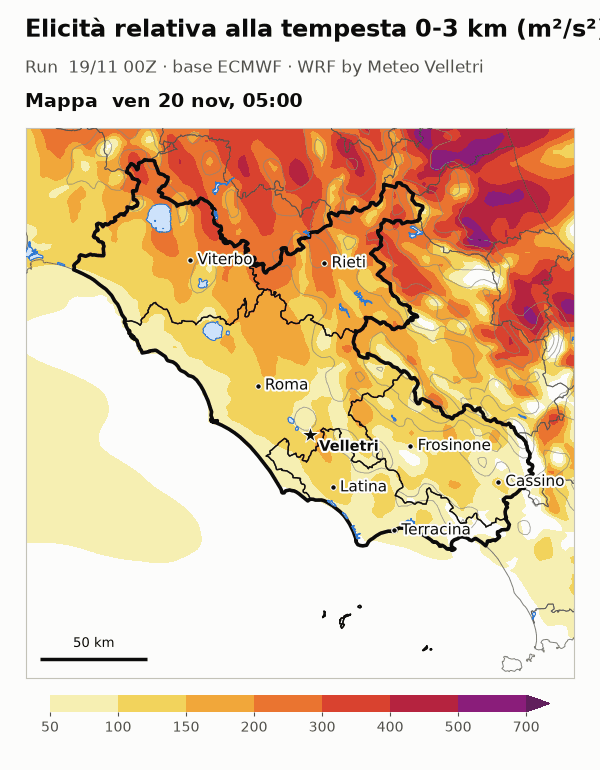 Elicità relativa alla tempesta 0-3 km (m²/s²)
Run  19/11 00Z · base ECMWF · WRF by Meteo Velletri
Mappa  ven 20 nov, 05:00
Viterbo
Rieti
Roma
Velletri
Frosinone
Cassino
Latina
Terracina
50 km
50 100 150 200 300 400 500 700